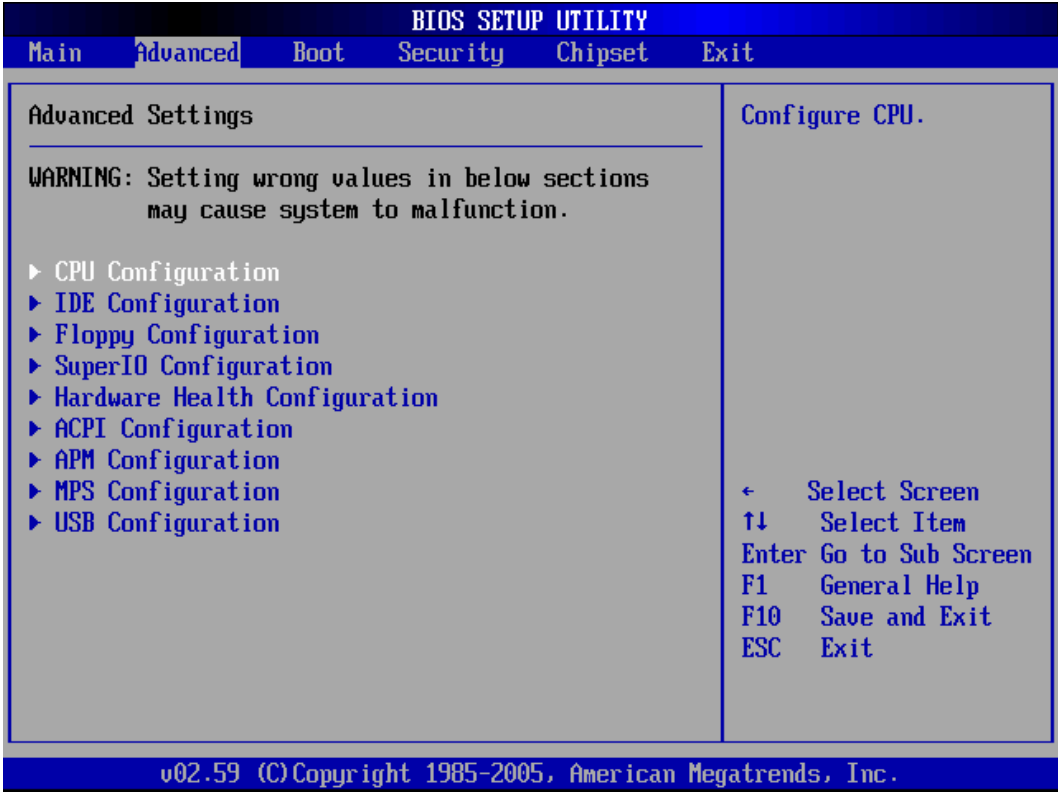 BIOS SETUP UTILITY
Main Advanced Boot Security Chipset Exit
Advanced Settings
WARNING: Setting wrong values in below sections
may cause system to malfunction.
▶ CPU Configuration
▶ IDE Configuration
▶ Floppy Configuration
▶ SuperIO Configuration
▶ Hardware Health Configuration
▶ ACPI Configuration
▶ APM Configuration
▶ MPS Configuration
▶ USB Configuration
Configure CPU.
← Select Screen
↑↓ Select Item
Enter Go to Sub Screen
F1 General Help
F10 Save and Exit
ESC Exit
v02.59 (C)Copyright 1985-2005, American Megatrends, Inc.